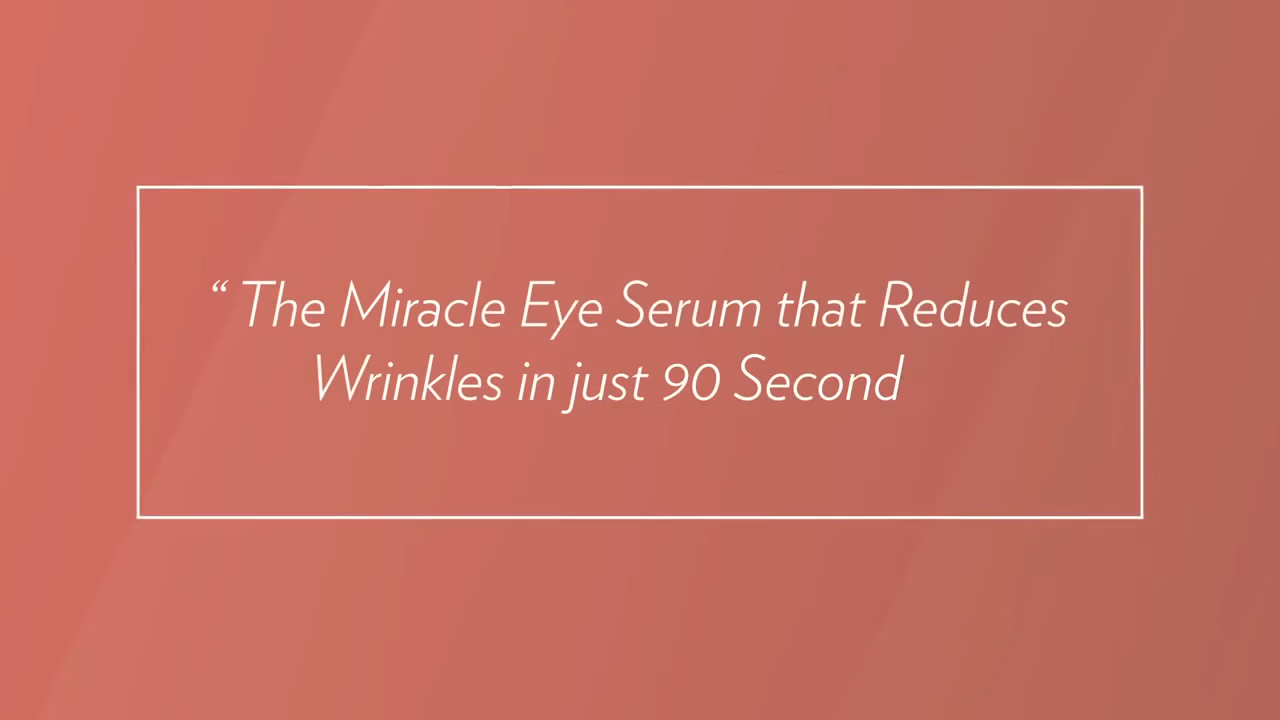 “ The Miracle Eye Serum that Reduces
Wrinkles in just 90 Second